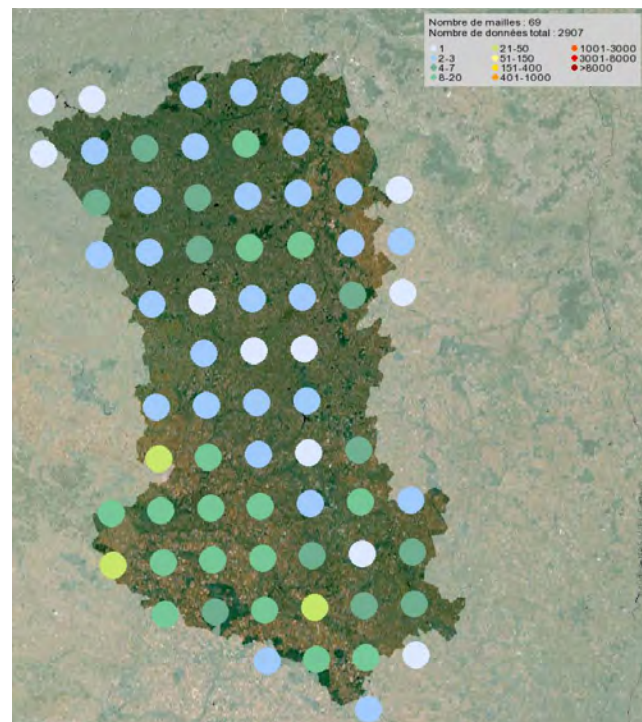 Nombre de mailles : 69
Nombre de données total : 2907
1 21-50 1001-3000
2-3 51-150 3001-8000
4-7 151-400 >8000
8-20 401-1000